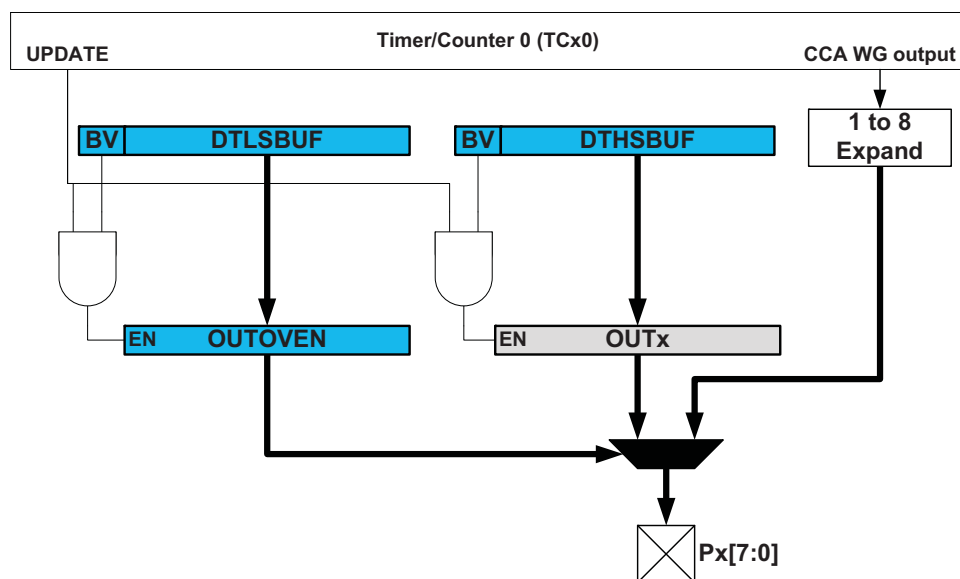 Timer/Counter 0 (TCx0)
UPDATE
CCA WG output
BV
DTLSBUF
BV
DTHSBUF
1 to 8
Expand
EN
OUTOVEN
EN
OUTx
Px[7:0]